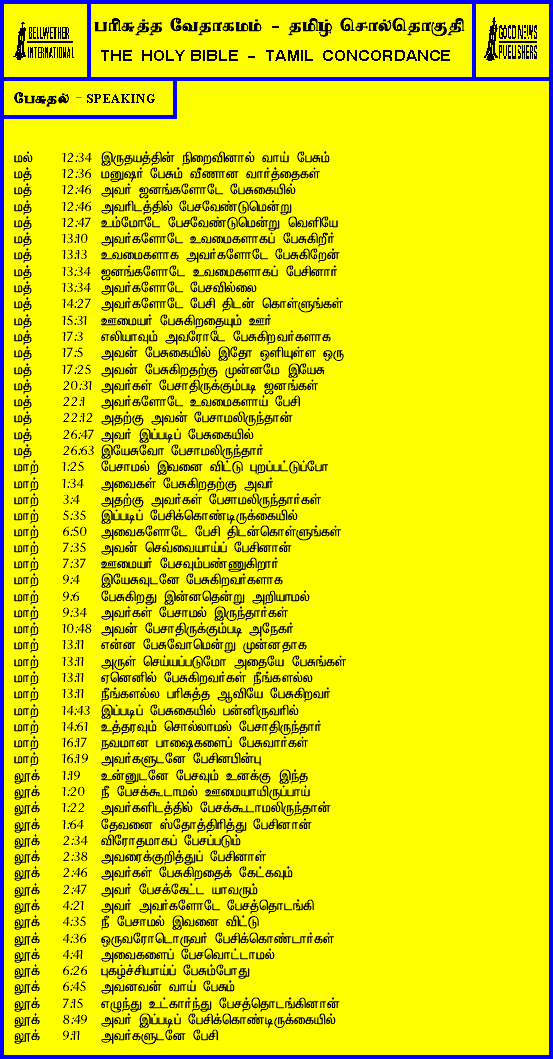 BELLWETHER
INTERNATIONAL
பரிசுத்த வேதாகமம் - தமிழ் சொல்தொகுதி
THE HOLY BIBLE - TAMIL CONCORDANCE
GOOD NEWS
PUBLISHERS
பேசுதல் - SPEAKING
மல் 12:34 இருதயத்தின் நிறைவினால் வாய் பேசும்
மத் 12:36 மனுஷர் பேசும் வீணான வார்த்தைகள்
மத் 12:46 அவர் ஜனங்களோடே பேசுகையில்
மத் 12:46 அவரிடத்தில் பேசவேண்டுமென்று
மத் 12:47 உம்மோடே பேசவேண்டுமென்று வெளியே
மத் 13:10 அவர்களோடே உவமைகளாகப் பேசுகிறீர்
மத் 13:13 உவமைகளாக அவர்களோடே பேசுகிறேன்
மத் 13:34 ஜனங்களோடே உவமைகளாகப் பேசினார்
மத் 13:34 அவர்களோடே பேசவில்லை
மத் 14:27 அவர்களோடே பேசி திடன் கொள்ளுங்கள்
மத் 15:31 ஊமையர் பேசுகிறதையும் ஊர்
மத் 17:3 எலியாவும் அவரோடே பேசுகிறவர்களாக
மத் 17:5 அவன் பேசுகையில் இதோ ஒளியுள்ள ஒரு
மத் 17:25 அவன் பேசுகிறதற்கு முன்னமே இயேசு
மத் 20:31 அவர்கள் பேசாதிருக்கும்படி ஜனங்கள்
மத் 22:1 அவர்களோடே உவமைகளாய் பேசி
மத் 22:12 அதற்கு அவன் பேசாமலிருந்தான்
மத் 26:47 அவர் இப்படிப் பேசுகையில்
மத் 26:63 இயேசுவோ பேசாமலிருந்தார்
மாற் 1:25 பேசாமல் இவனை விட்டு புறப்பட்டுப்போ
மாற் 1:34 அவைகள் பேசுகிறதற்கு அவர்
மாற் 3:4 அதற்கு அவர்கள் பேசாமலிருந்தார்கள்
மாற் 5:35 இப்படிப் பேசிக்கொண்டிருக்கையில்
மாற் 6:50 அவைகளோடே பேசி திடன்கொள்ளுங்கள்
மாற் 7:35 அவன் செவ்வையாய்ப் பேசினான்
மாற் 7:37 ஊமையர் பேசவும்பண்ணுகிறார்
மாற் 9:4 இயேசுவுடனே பேசுகிறவர்களாக
மாற் 9:6 பேசுகிறது இன்னதென்று அறியாமல்
மாற் 9:34 அவர்கள் பேசாமல் இருந்தார்கள்
மாற் 10:48 அவன் பேசாதிருக்கும்படி அநேகர்
மாற் 13:11 என்ன பேசுவோமென்று முன்னதாக
மாற் 13:11 அருள் செய்யப்படுமோ அதையே பேசுங்கள்
மாற் 13:11 ஏனெனில் பேசுகிறவர்கள் நீங்களல்ல
மாற் 13:11 நீங்களல்ல பரிசுத்த ஆவியே பேசுகிறவர்
மாற் 14:43 இப்படிப் பேசுகையில் பன்னிருவரில்
மாற் 14:61 உத்தரவும் சொல்லாமல் பேசாதிருந்தார்
மாற் 16:17 நவமான பாஷைகளைப் பேசுவார்கள்
மாற் 16:19 அவர்களுடனே பேசினபின்பு
லூக் 1:19 உன்னுடனே பேசவும் உனக்கு இந்த
லூக் 1:20 நீ பேசக்கூடாமல் ஊமையாயிருப்பாய்
லூக் 1:22 அவர்களிடத்தில் பேசக்கூடாமலிருந்தான்
லூக் 1:64 தேவனை ஸ்தோத்திரித்து பேசினான்
லூக் 2:34 விரோதமாகப் பேசப்படும்
லூக் 2:38 அவரைக்குறித்துப் பேசினாள்
லூக் 2:46 அவர்கள் பேசுகிறதைக் கேட்கவும்
லூக் 2:47 அவர் பேசக்கேட்ட யாவரும்
லூக் 4:21 அவர் அவர்களோடே பேசத்தொடங்கி
லூக் 4:35 நீ பேசாமல் இவனை விட்டு
லூக் 4:36 ஒருவரோடொருவர் பேசிக்கொண்டார்கள்
லூக் 4:41 அவைகளைப் பேசவொட்டாமல்
லூக் 6:26 புகழ்ச்சியாய்ப் பேசும்போது
லூக் 6:45 அவனவன் வாய் பேசும்
லூக் 7:15 எழுந்து உட்கார்ந்து பேசத்தொடங்கினான்
லூக் 8:49 அவர் இப்படிப் பேசிக்கொண்டிருக்கையில்
லூக் 9:11 அவர்களுடனே பேசி